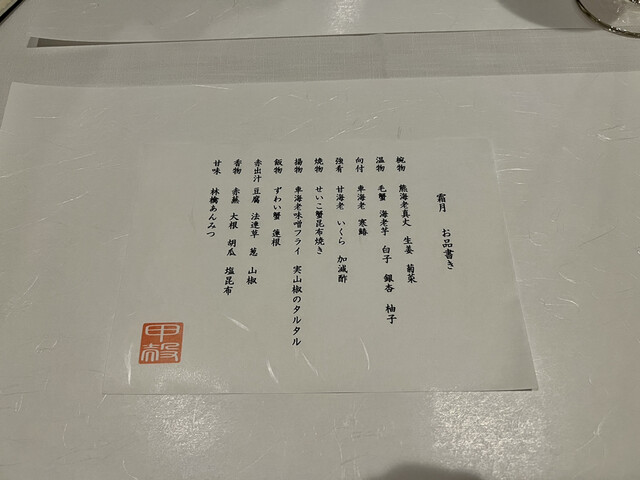 霜月 お品書き
椀物 熊海老真丈 生姜 菊菜
温物 毛蟹 海老芋 白子 銀杏 柚子
向付 車海老 寒鰆
強肴 甘海老 いくら 加減酢
焼物 せいこ蟹昆布焼き
揚物 車海老味噌フライ 実山椒のタルタル
飯物 ずわい蟹 蓮根
赤出汁 豆腐 法連草 葱 山椒
香物 赤蕪 大根 胡瓜 塩昆布
甘味 林檎あんみつ
甲殻